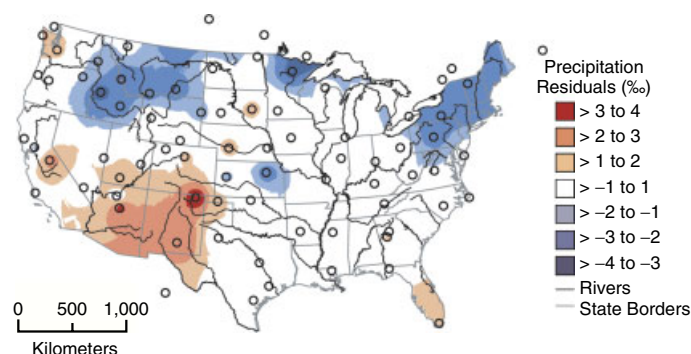 Precipitation
Residuals (‰)
> 3 to 4
> 2 to 3
> 1 to 2
> −1 to 1
> −2 to −1
> −3 to −2
> −4 to −3
Rivers
State Borders
0 500 1,000
Kilometers